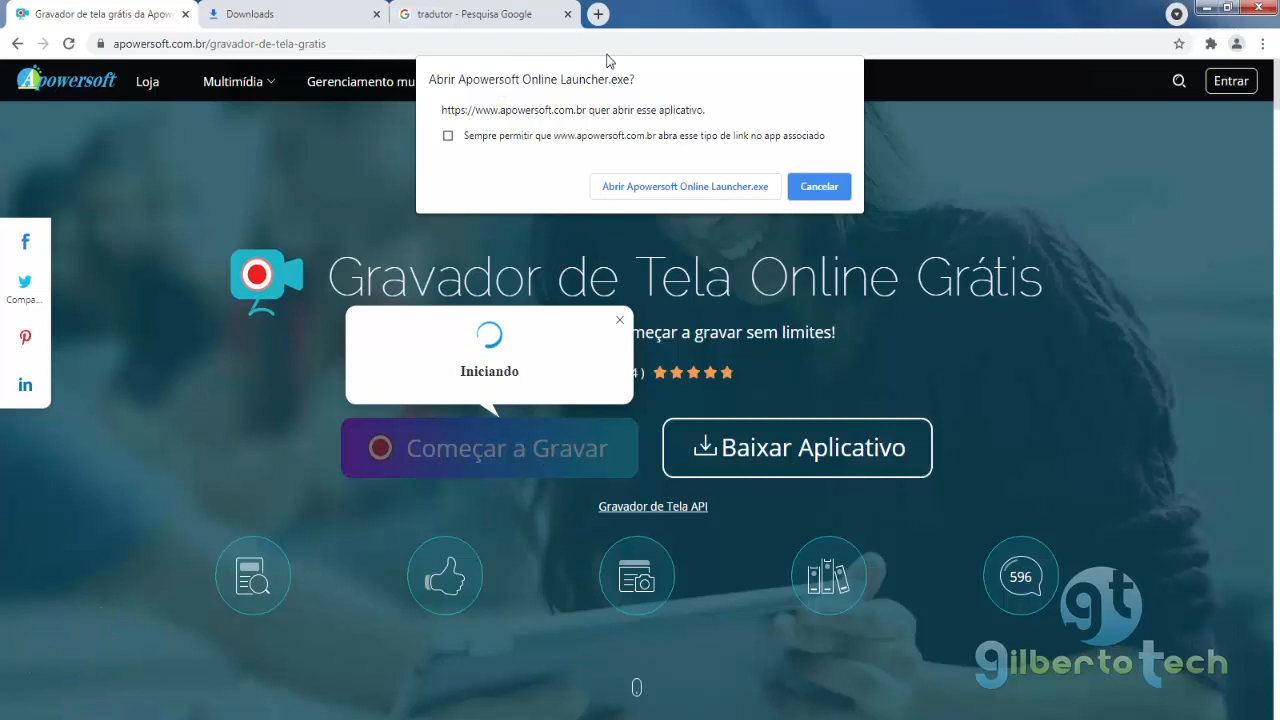 Gravador de tela grátis da Apow
Downloads
tradutor - Pesquisa Google
apowersoft.com.br/gravador-de-tela-gratis
Apowersoft
Loja
Multimídia
Gerenciamento mu
Entrar
Abrir Apowersoft Online Launcher.exe?
https://www.apowersoft.com.br quer abrir esse aplicativo.
Sempre permitir que www.apowersoft.com.br abra esse tipo de link no app associado
Abrir Apowersoft Online Launcher.exe
Cancelar
Compa...
Gravador de Tela Online Grátis
meçar a gravar sem limites!
4 )
Iniciando
Começar a Gravar
Baixar Aplicativo
Gravador de Tela API
596
gt
gilbertotech